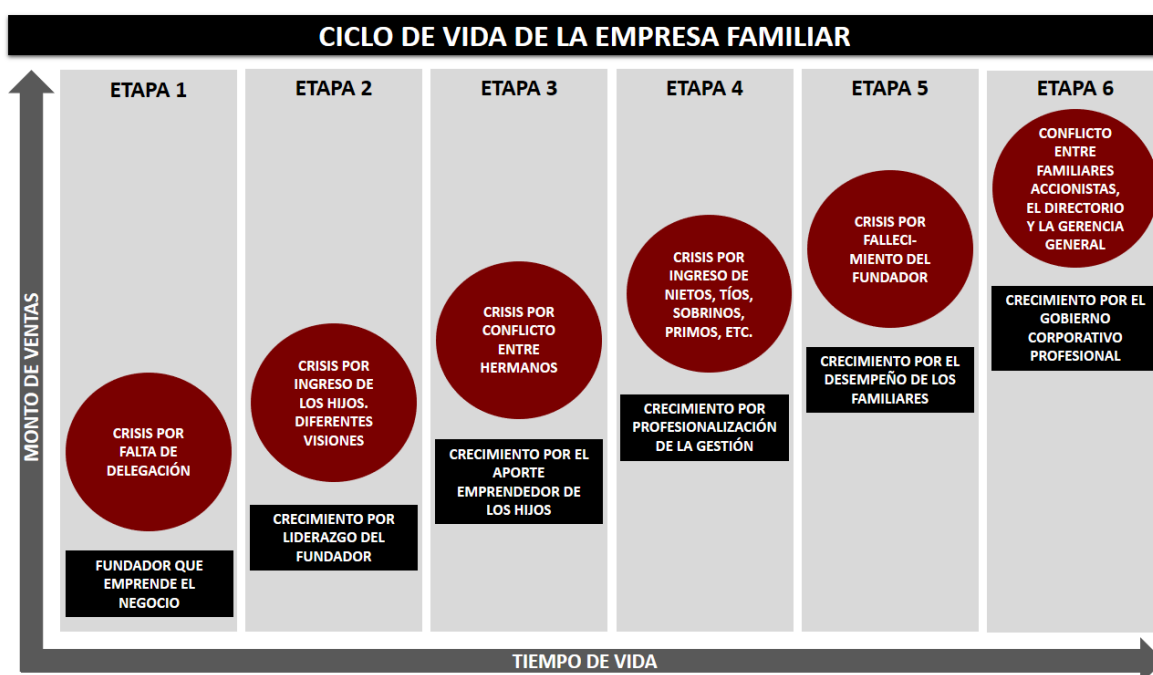 CICLO DE VIDA DE LA EMPRESA FAMILIAR
MONTO DE VENTAS
ETAPA 1
CRISIS POR
FALTA DE
DELEGACIÓN
FUNDADOR QUE
EMPRENDE EL
NEGOCIO
ETAPA 2
CRISIS POR
INGRESO DE
LOS HIJOS.
DIFERENTES
VISIONES
CRECIMIENTO POR
LIDERAZGO DEL
FUNDADOR
ETAPA 3
CRISIS POR
CONFLICTO
ENTRE
HERMANOS
CRECIMIENTO POR EL
APORTE
EMPRENDEDOR DE
LOS HIJOS
ETAPA 4
CRISIS POR
INGRESO DE
NIETOS, TÍOS,
SOBRINOS,
PRIMOS, ETC.
CRECIMIENTO POR
PROFESIONALIZACIÓN
DE LA GESTIÓN
ETAPA 5
CRISIS POR
FALLECI-
MIENTO DEL
FUNDADOR
CRECIMIENTO POR EL
DESEMPEÑO DE LOS
FAMILIARES
ETAPA 6
CONFLICTO
ENTRE
FAMILIARES
ACCIONISTAS,
EL DIRECTORIO
Y LA GERENCIA
GENERAL
CRECIMIENTO POR EL
GOBIERNO
CORPORATIVO
PROFESIONAL
TIEMPO DE VIDA